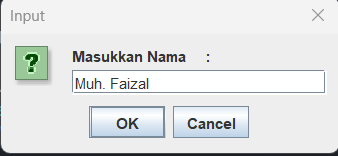 Input
Masukkan Nama    :
Muh. Faizal
OK
Cancel